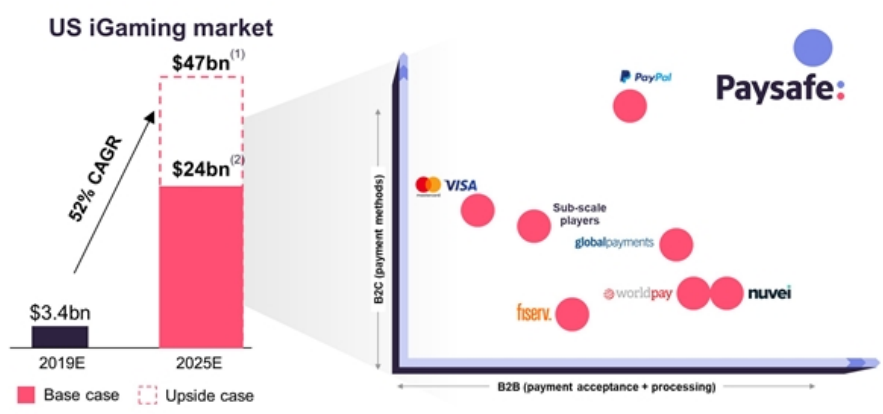 US iGaming market
$47bn(1)
$24bn(2)
52% CAGR
$3.4bn
2019E
2025E
Base case
Upside case
B2C (payment methods)
B2B (payment acceptance + processing)
PayPal
Paysafe:
mastercard
VISA
Sub-scale
players
globalpayments
worldpay
nuvei
fiserv.